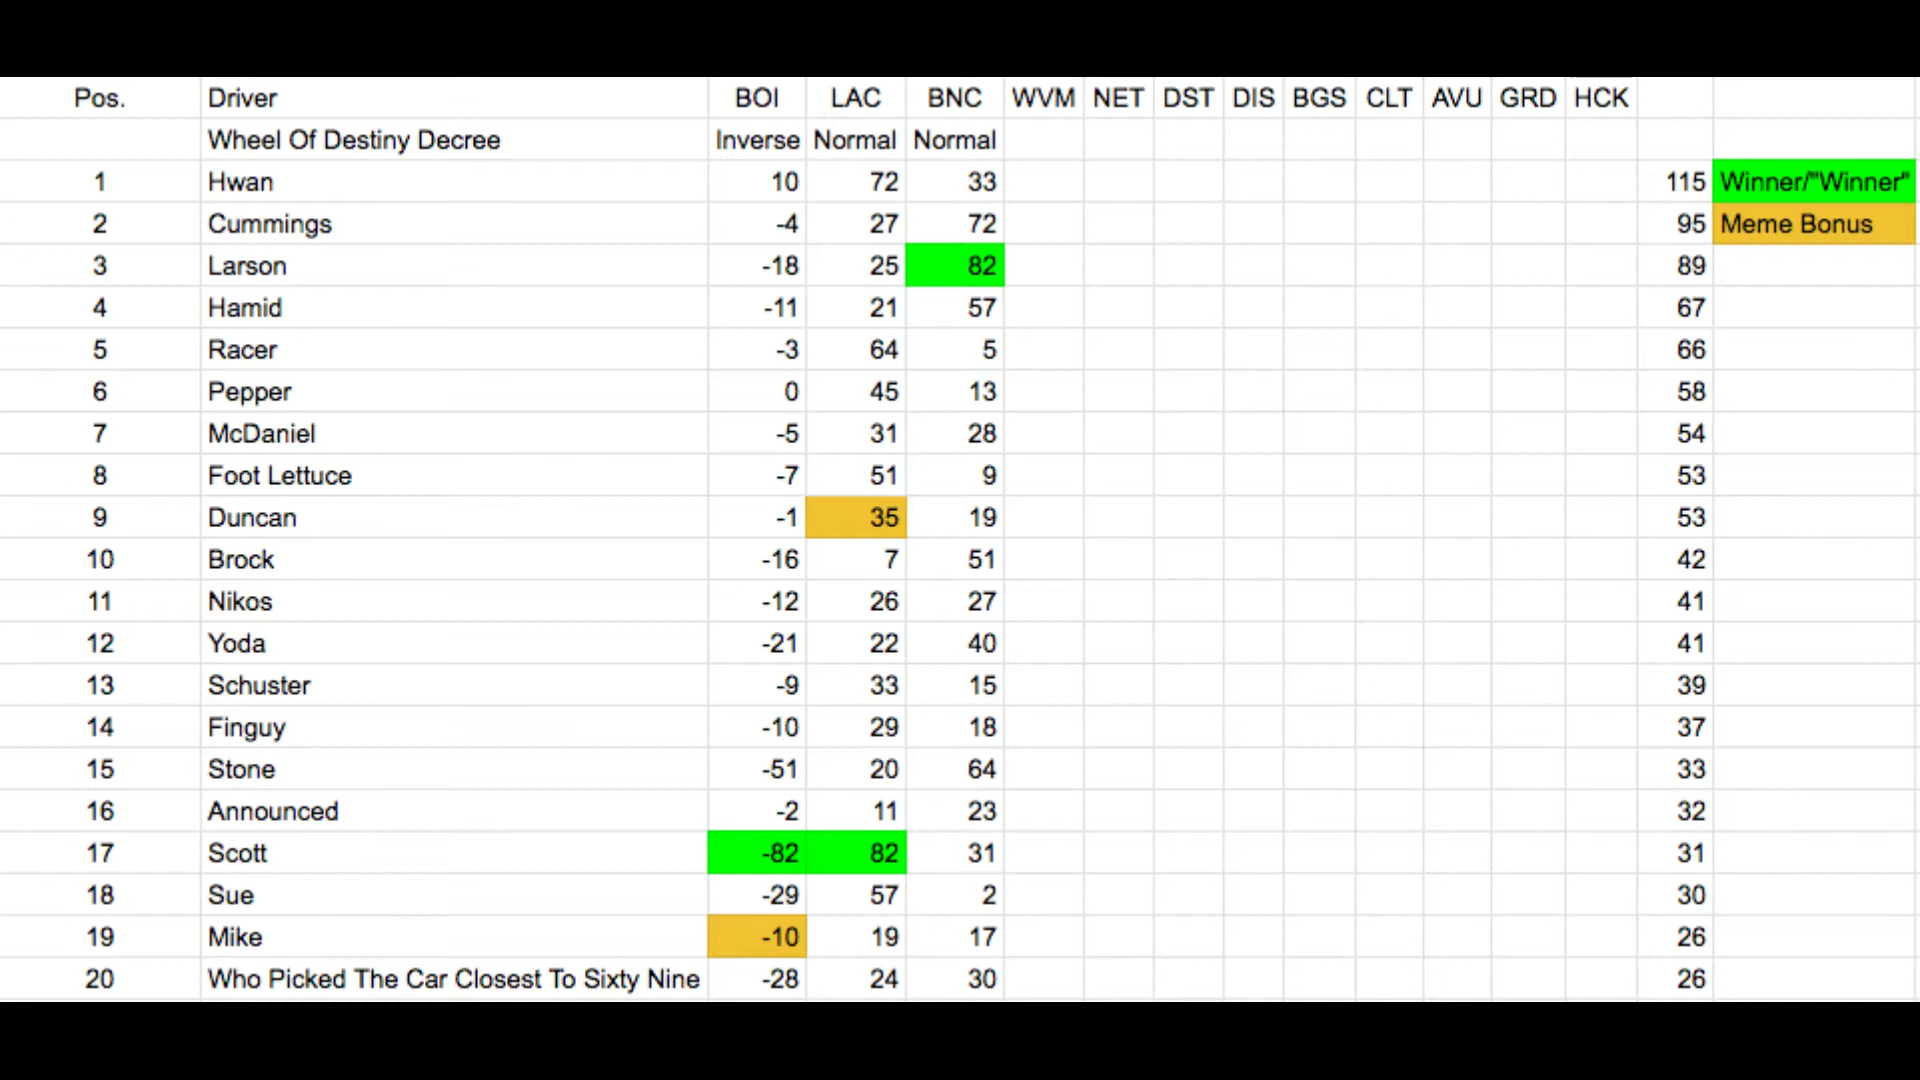 Pos. Driver BOI LAC BNC WVM NET DST DIS BGS CLT AVU GRD HCK
Wheel Of Destiny Decree Inverse Normal Normal
1 Hwan 10 72 33 115 Winner/"Winner"
2 Cummings -4 27 72 95 Meme Bonus
3 Larson -18 25 82 89
4 Hamid -11 21 57 67
5 Racer -3 64 5 66
6 Pepper 0 45 13 58
7 McDaniel -5 31 28 54
8 Foot Lettuce -7 51 9 53
9 Duncan -1 35 19 53
10 Brock -16 7 51 42
11 Nikos -12 26 27 41
12 Yoda -21 22 40 41
13 Schuster -9 33 15 39
14 Finguy -10 29 18 37
15 Stone -51 20 64 33
16 Announced -2 11 23 32
17 Scott -82 82 31 31
18 Sue -29 57 2 30
19 Mike -10 19 17 26
20 Who Picked The Car Closest To Sixty Nine -28 24 30 26